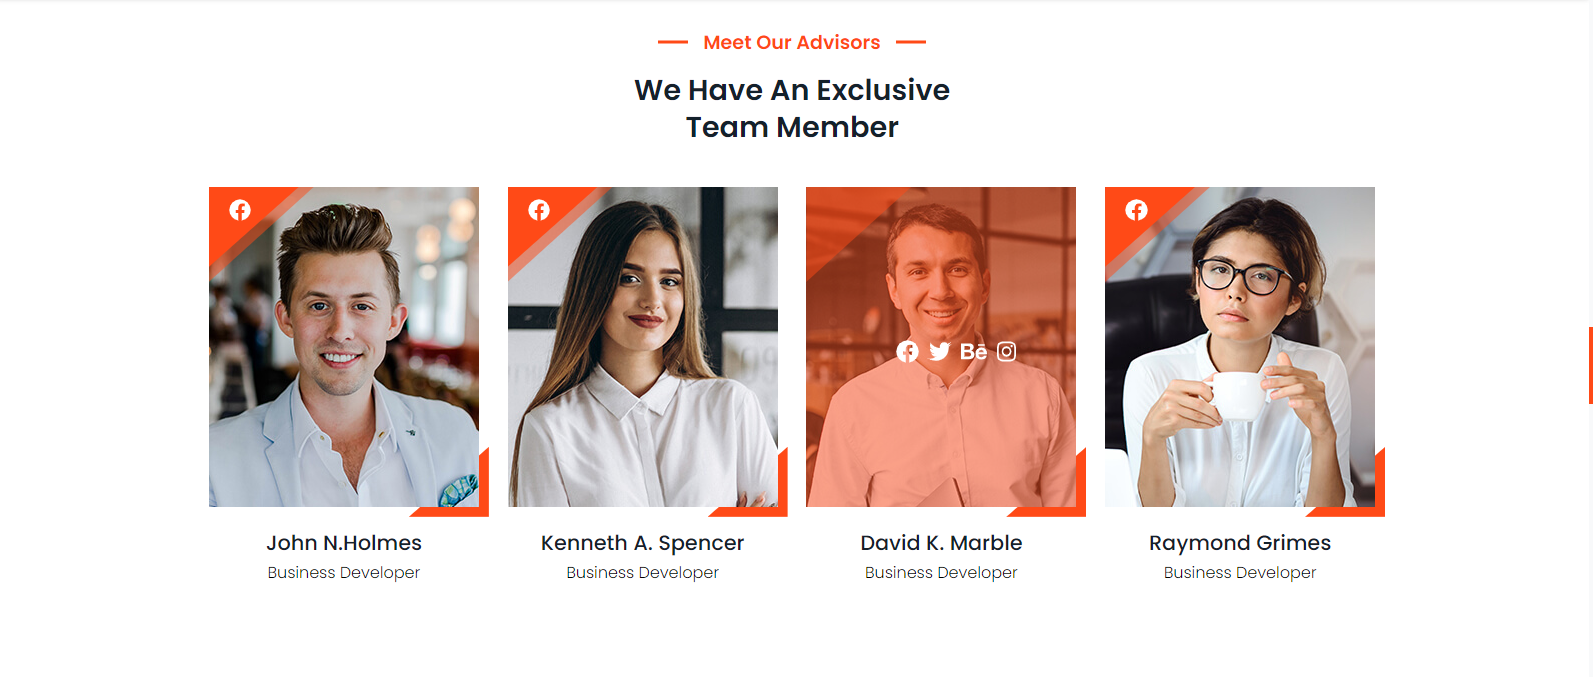 Meet Our Advisors
We Have An Exclusive
Team Member
Bē
John N.Holmes
Business Developer
Kenneth A. Spencer
Business Developer
David K. Marble
Business Developer
Raymond Grimes
Business Developer